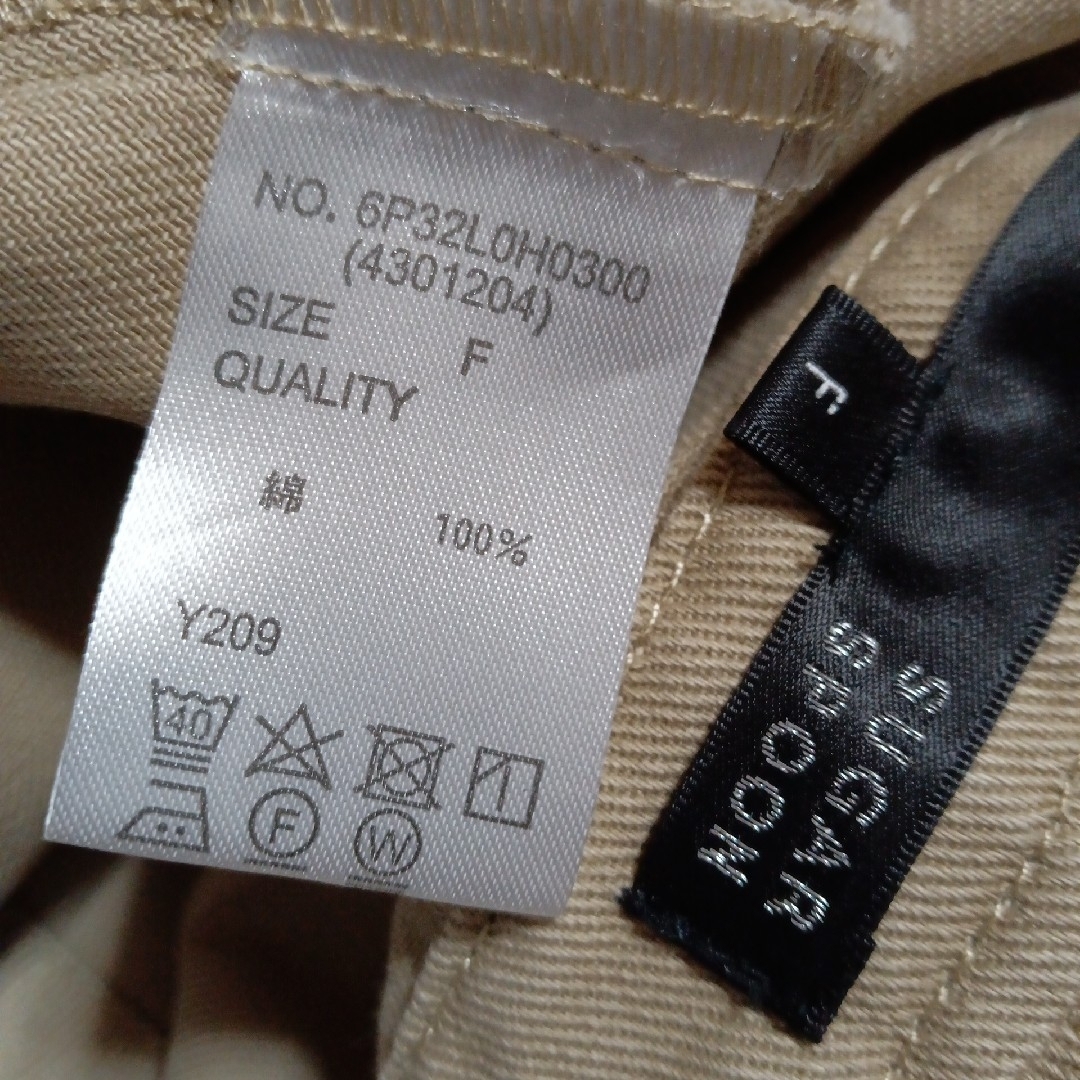 NO. 6P32L0H0300
(4301204)
SIZE F
QUALITY
綿 100%
Y209
40
F
W
F
SUGAR
SPOON